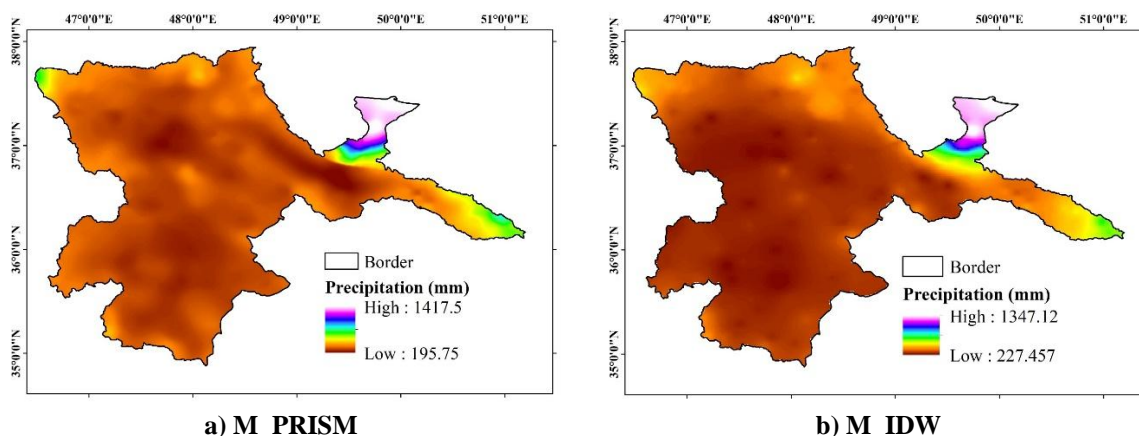 47°0'0"E 48°0'0"E 49°0'0"E 50°0'0"E 51°0'0"E
38°0'0"N
37°0'0"N
36°0'0"N
35°0'0"N
Border
Precipitation (mm)
High : 1417.5
Low : 195.75
a) M_PRISM
47°0'0"E 48°0'0"E 49°0'0"E 50°0'0"E 51°0'0"E
38°0'0"N
37°0'0"N
36°0'0"N
35°0'0"N
Border
Precipitation (mm)
High : 1347.12
Low : 227.457
b) M_IDW